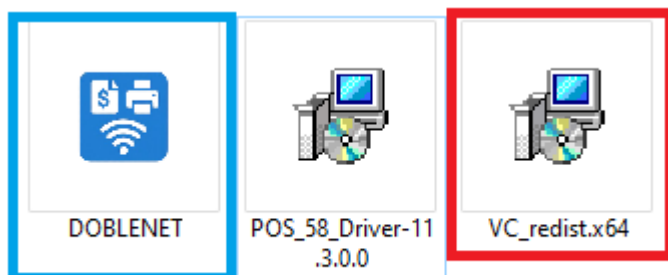 $
DOBLENET
POS_58_Driver-11
.3.0.0
VC_redist.x64